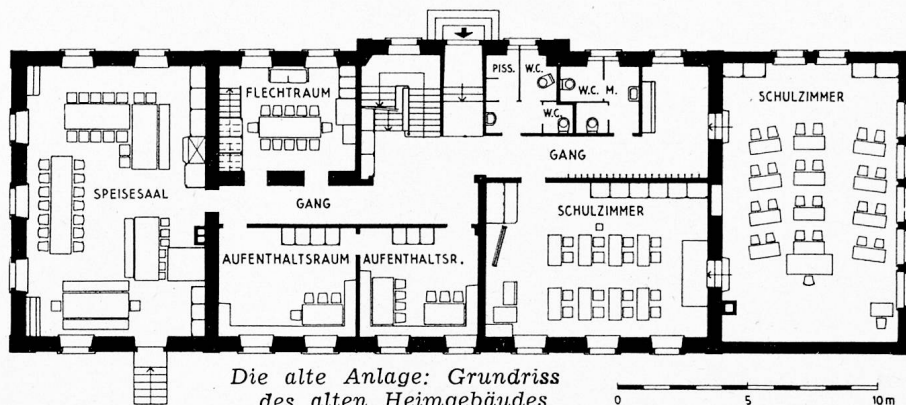 PISS.
W.C.
FLECHTRAUM
W.C. M.
SCHULZIMMER
W.C.
GANG
SPEISESAAL
GANG
SCHULZIMMER
AUFENTHALTSRAUM
AUFENTHALTSR.
Die alte Anlage: Grundriss
des alten Heimgebäudes
0 5 10 m